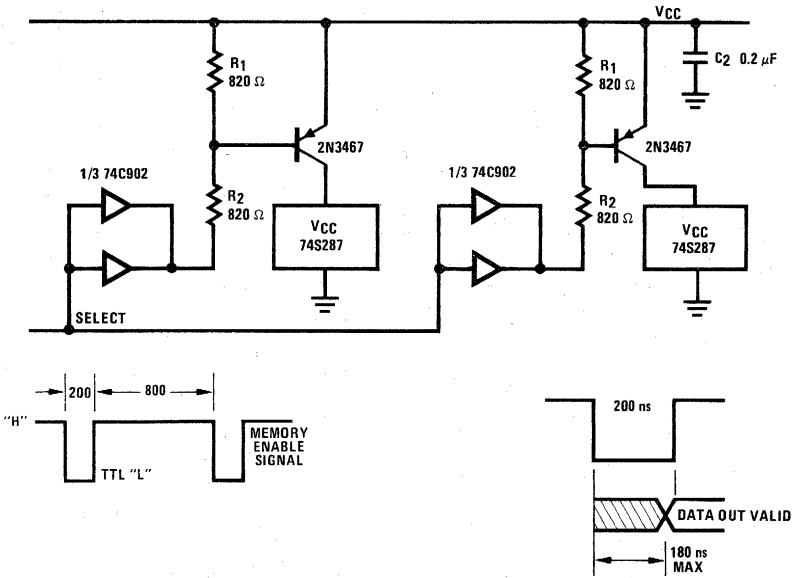 VCC
R1
820 Ω
2N3467
R1
820 Ω
C2 0.2 µF
2N3467
1/3 74C902
R2
820 Ω
VCC
74S287
1/3 74C902
R2
820 Ω
VCC
74S287
SELECT
200
800
"H"
MEMORY
ENABLE
SIGNAL
TTL "L"
200 ns
DATA OUT VALID
180 ns
MAX